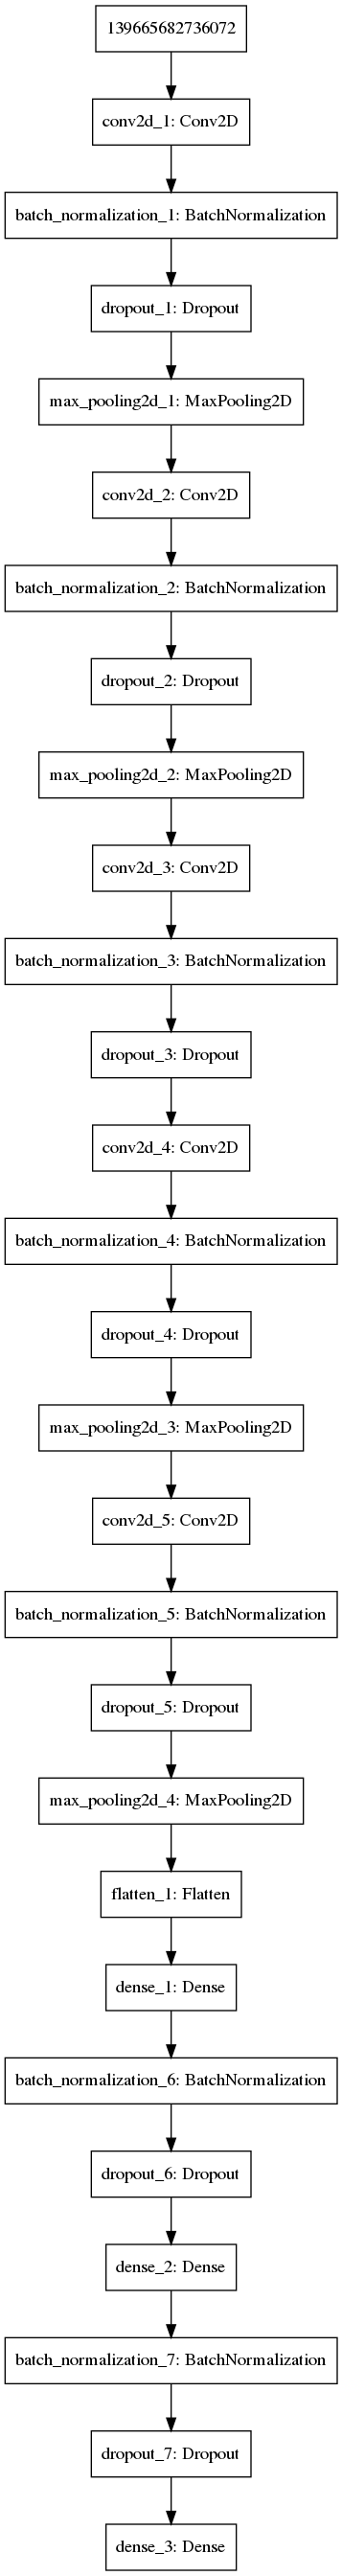 139665682736072
conv2d_1: Conv2D
batch_normalization_1: BatchNormalization
dropout_1: Dropout
max_pooling2d_1: MaxPooling2D
conv2d_2: Conv2D
batch_normalization_2: BatchNormalization
dropout_2: Dropout
max_pooling2d_2: MaxPooling2D
conv2d_3: Conv2D
batch_normalization_3: BatchNormalization
dropout_3: Dropout
conv2d_4: Conv2D
batch_normalization_4: BatchNormalization
dropout_4: Dropout
max_pooling2d_3: MaxPooling2D
conv2d_5: Conv2D
batch_normalization_5: BatchNormalization
dropout_5: Dropout
max_pooling2d_4: MaxPooling2D
flatten_1: Flatten
dense_1: Dense
batch_normalization_6: BatchNormalization
dropout_6: Dropout
dense_2: Dense
batch_normalization_7: BatchNormalization
dropout_7: Dropout
dense_3: Dense